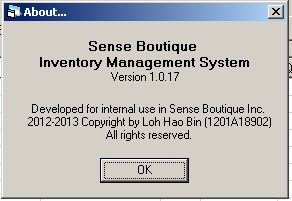 About...
Sense Boutique
Inventory Management System
Version 1.0.17
Developed for internal use in Sense Boutique Inc.
2012-2013 Copyright by Loh Hao Bin (1201A18902)
All rights reserved.
OK